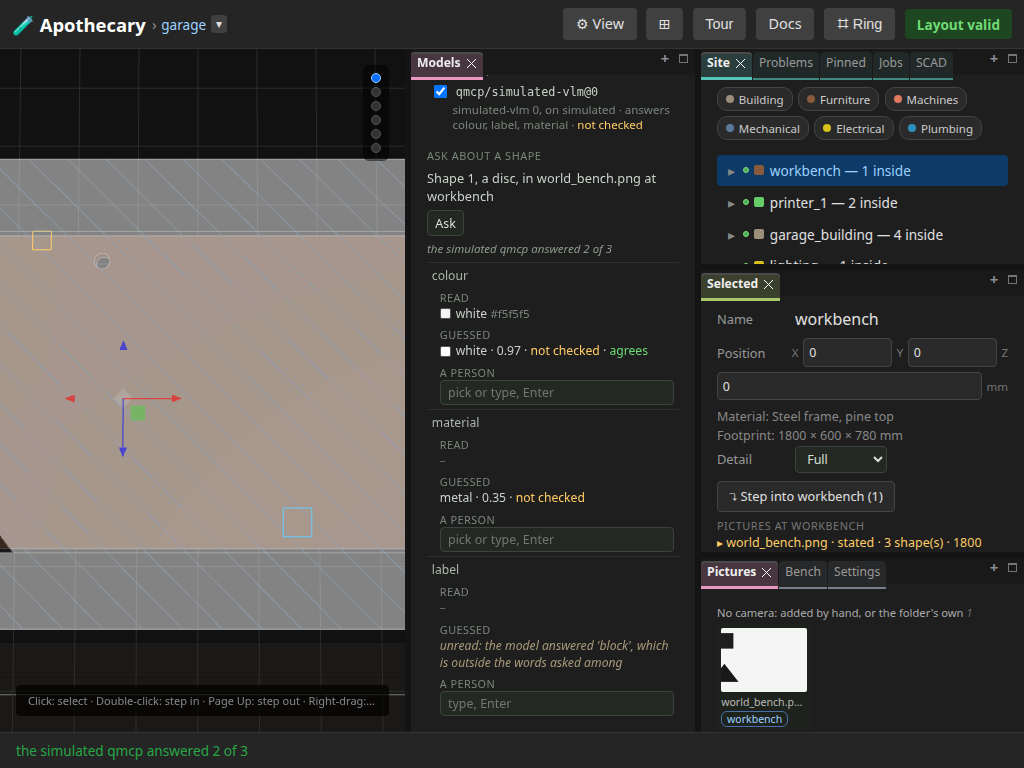 Apothecary › garage ▾
⚙ View
⊞
Tour
Docs
⌗ Ring
Layout valid
Click: select · Double-click: step in · Page Up: step out · Right-drag:...
Models
qmcp/simulated-vlm@0
simulated-vlm 0, on simulated · answers
colour, label, material · not checked
ASK ABOUT A SHAPE
Shape 1, a disc, in world_bench.png at
workbench
Ask
the simulated qmcp answered 2 of 3
colour
READ
white #f5f5f5
GUESSED
white · 0.97 · not checked · agrees
A PERSON
pick or type, Enter
material
READ
–
GUESSED
metal · 0.35 · not checked
A PERSON
pick or type, Enter
label
READ
–
GUESSED
unread: the model answered 'block', which
is outside the words asked among
A PERSON
type, Enter
Site
Problems
Pinned
Jobs
SCAD
Building
Furniture
Machines
Mechanical
Electrical
Plumbing
workbench — 1 inside
printer_1 — 2 inside
garage_building — 4 inside
lighting — 1 inside
Selected
Name workbench
Position X 0 Y 0 Z
0 mm
Material: Steel frame, pine top
Footprint: 1800 × 600 × 780 mm
Detail Full
⤵ Step into workbench (1)
PICTURES AT WORKBENCH
▸ world_bench.png · stated · 3 shape(s) · 1800
Pictures
Bench
Settings
No camera: added by hand, or the folder's own 1
world_bench.p...
workbench
the simulated qmcp answered 2 of 3